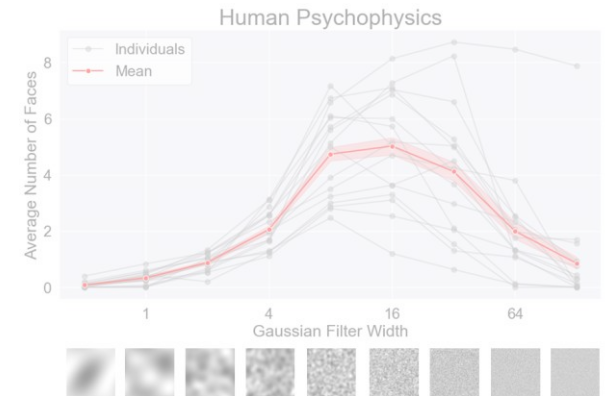 Human Psychophysics
Individuals
Mean
Average Number of Faces
8
6
4
2
0
1 4 16 64
Gaussian Filter Width